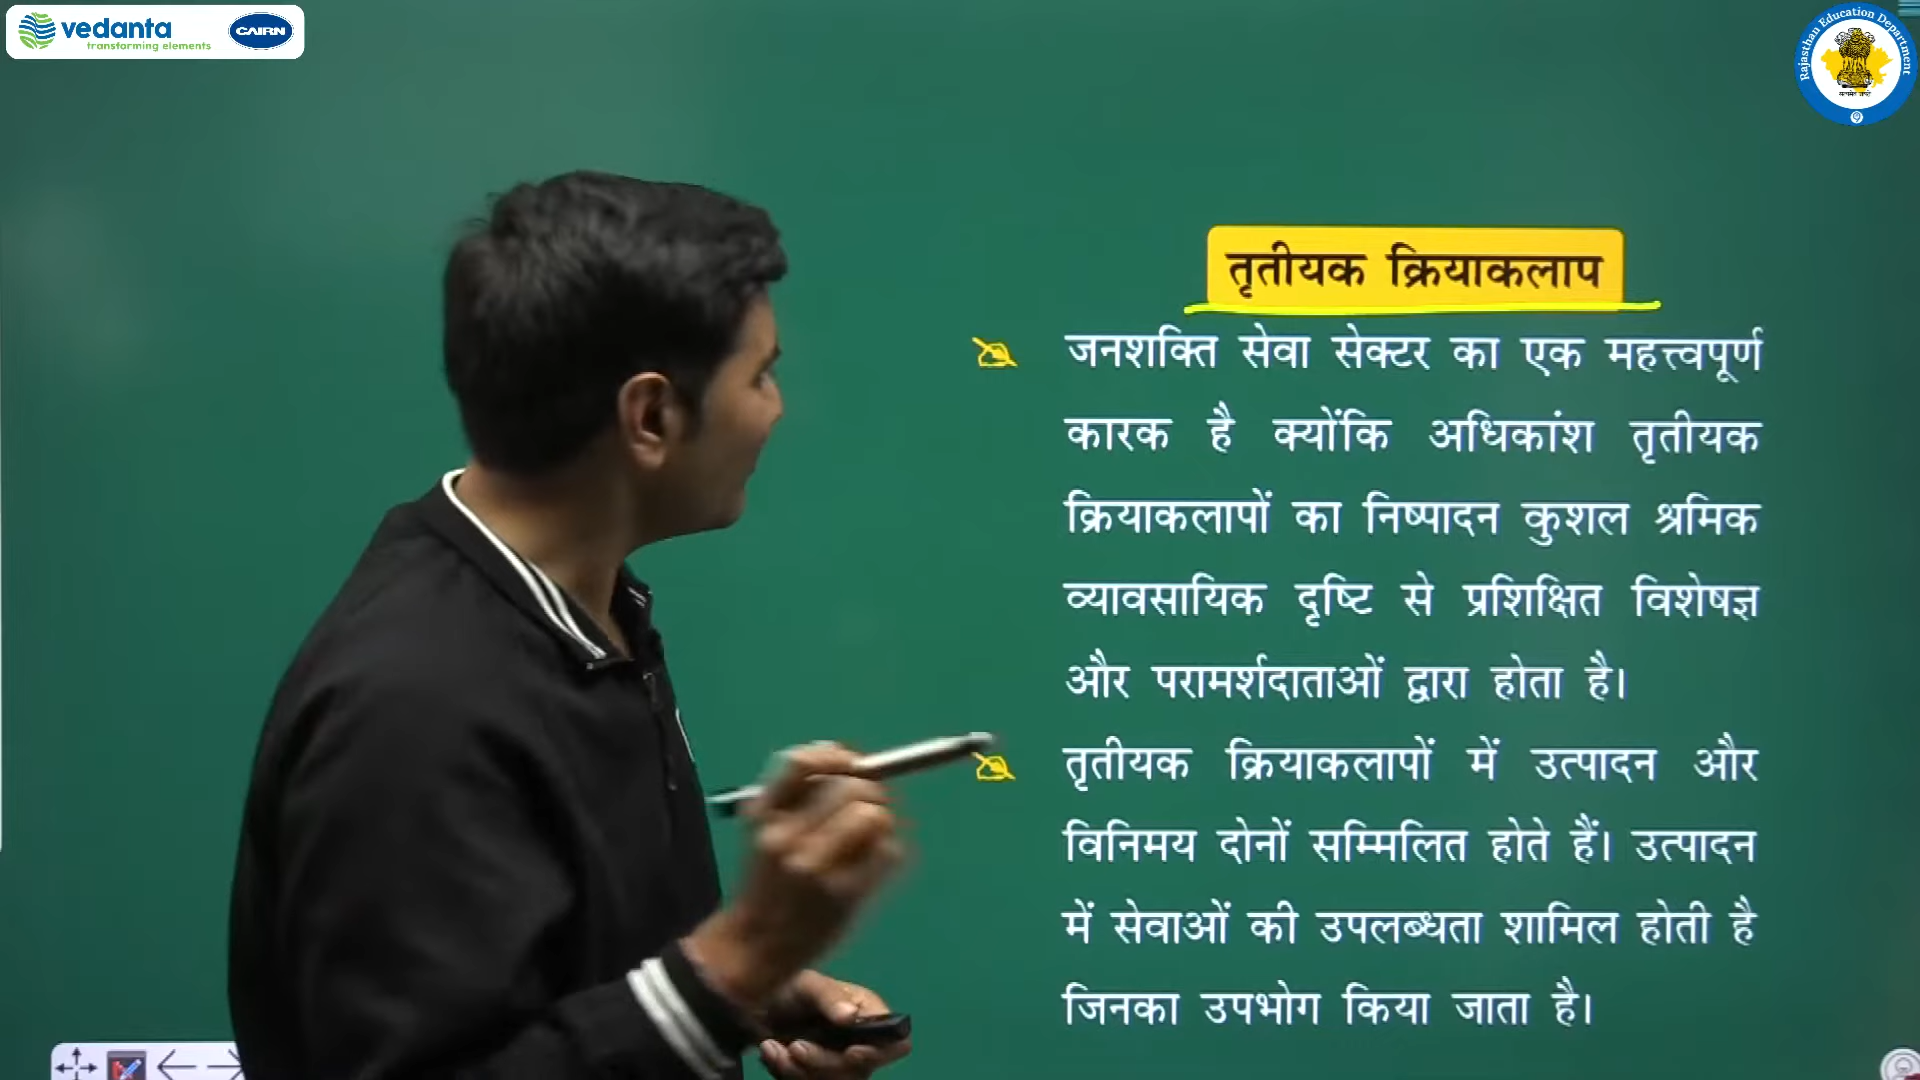 vedanta
transforming elements
CAIRN
Rajasthan Education Department
तृतीयक क्रियाकलाप
जनशक्ति सेवा सेक्टर का एक महत्त्वपूर्ण
कारक है क्योंकि अधिकांश तृतीयक
क्रियाकलापों का निष्पादन कुशल श्रमिक
व्यावसायिक दृष्टि से प्रशिक्षित विशेषज्ञ
और परामर्शदाताओं द्वारा होता है।
तृतीयक क्रियाकलापों में उत्पादन और
विनिमय दोनों सम्मिलित होते हैं। उत्पादन
में सेवाओं की उपलब्धता शामिल होती है
जिनका उपभोग किया जाता है।